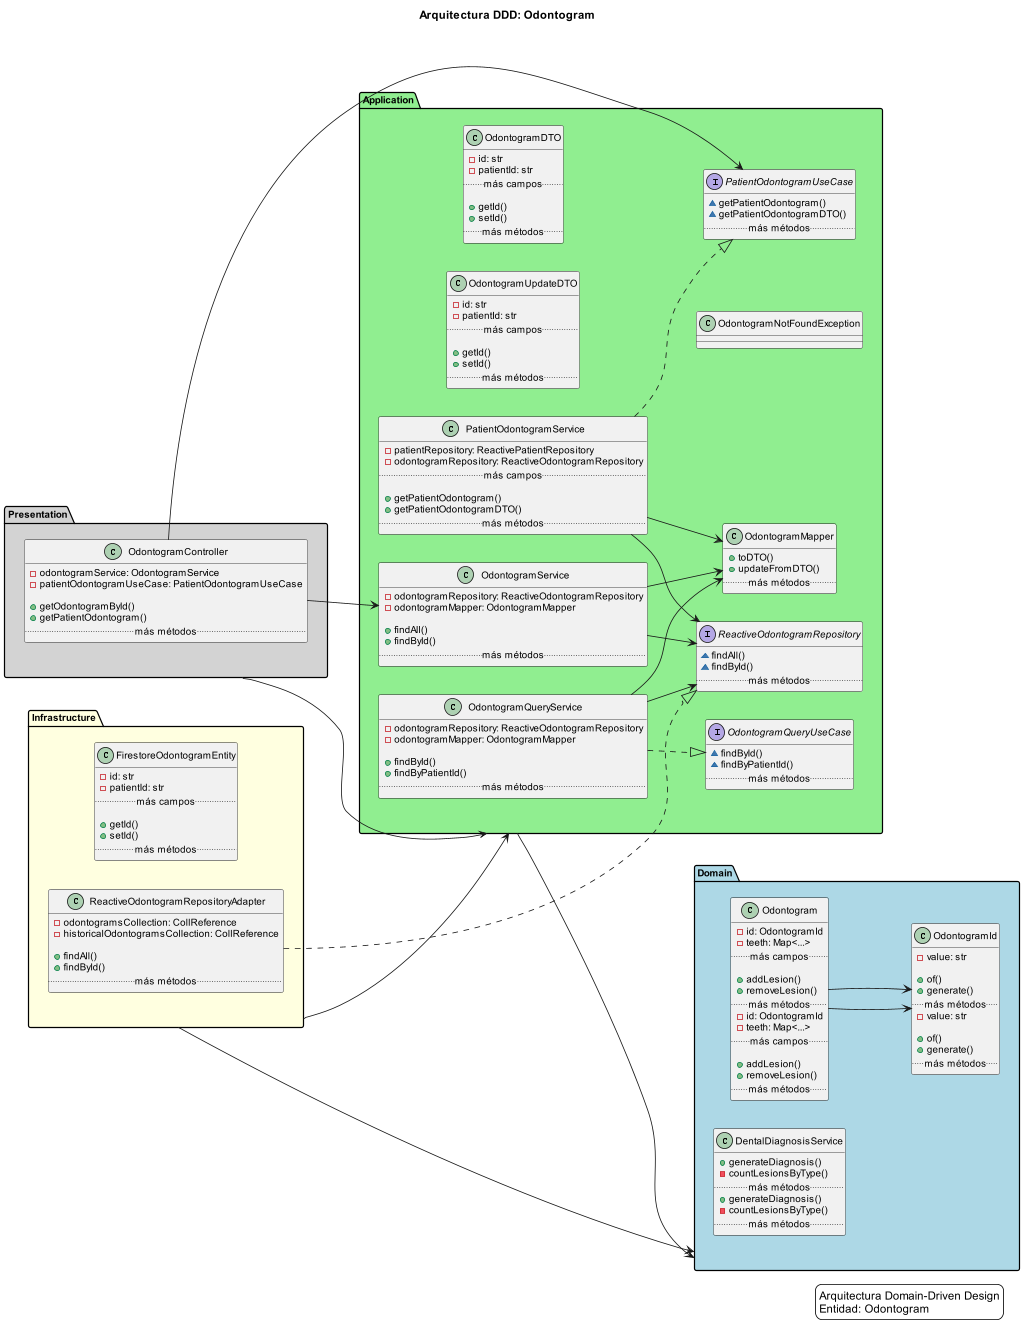 Arquitectura DDD: Odontogram
Application
C OdontogramDTO
id: str
patientId: str
más campos
getId()
setId()
más métodos
I PatientOdontogramUseCase
getPatientOdontogram()
getPatientOdontogramDTO()
más métodos
C OdontogramUpdateDTO
id: str
patientId: str
más campos
getId()
setId()
más métodos
C OdontogramNotFoundException
C PatientOdontogramService
patientRepository: ReactivePatientRepository
odontogramRepository: ReactiveOdontogramRepository
más campos
getPatientOdontogram()
getPatientOdontogramDTO()
más métodos
Presentation
C OdontogramController
odontogramService: OdontogramService
patientOdontogramUseCase: PatientOdontogramUseCase
getOdontogramById()
getPatientOdontogram()
más métodos
C OdontogramMapper
toDTO()
updateFromDTO()
más métodos
C OdontogramService
odontogramRepository: ReactiveOdontogramRepository
odontogramMapper: OdontogramMapper
findAll()
findById()
más métodos
I ReactiveOdontogramRepository
findAll()
findById()
más métodos
C OdontogramQueryService
odontogramRepository: ReactiveOdontogramRepository
odontogramMapper: OdontogramMapper
findById()
findByPatientId()
más métodos
I OdontogramQueryUseCase
findById()
findByPatientId()
más métodos
Infrastructure
C FirestoreOdontogramEntity
id: str
patientId: str
más campos
getId()
setId()
más métodos
C ReactiveOdontogramRepositoryAdapter
odontogramsCollection: CollReference
historicalOdontogramsCollection: CollReference
findAll()
findById()
más métodos
Domain
C Odontogram
id: OdontogramId
teeth: Map<...>
más campos
addLesion()
removeLesion()
más métodos
id: OdontogramId
teeth: Map<...>
más campos
addLesion()
removeLesion()
más métodos
C OdontogramId
value: str
of()
generate()
más métodos
value: str
of()
generate()
más métodos
C DentalDiagnosisService
generateDiagnosis()
countLesionsByType()
más métodos
generateDiagnosis()
countLesionsByType()
más métodos
Arquitectura Domain-Driven Design
Entidad: Odontogram